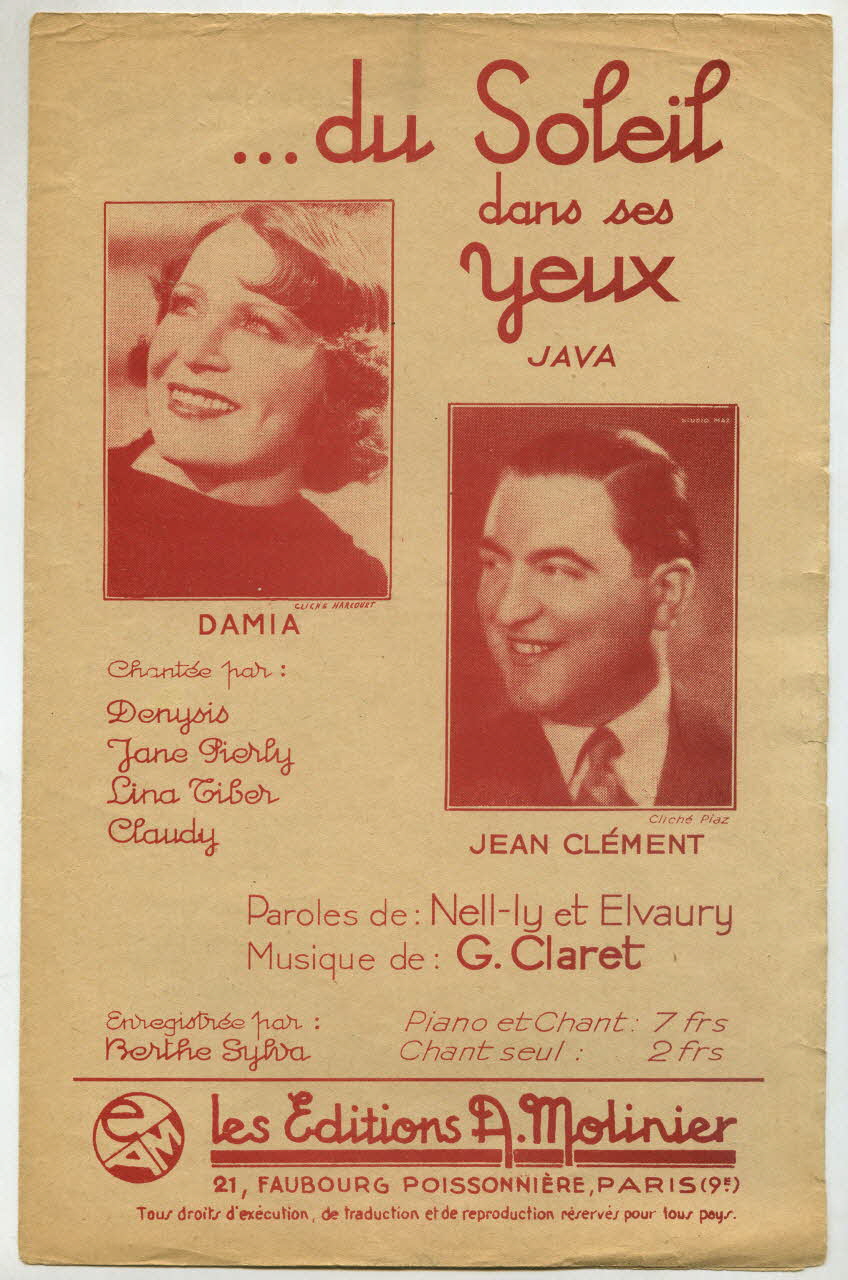 ...du Soleil
dans ses
yeux
JAVA
STUDIO PIAZ
CLICHÉ HARCOURT
DAMIA
Chantée par :
Denysis
Jane Pierly
Lina Tiber
Claudy
Cliché Piaz
JEAN CLÉMENT
Paroles de : Nell-ly et Elvaury
Musique de : G. Claret
Enregistrée par :
Berthe Sylva
Piano et Chant : 7 frs
Chant seul : 2 frs
eAM
les Éditions A. Molinier
21, FAUBOURG POISSONNIÈRE, PARIS (9E)
Tous droits d'exécution, de traduction et de reproduction réservés pour tous pays.